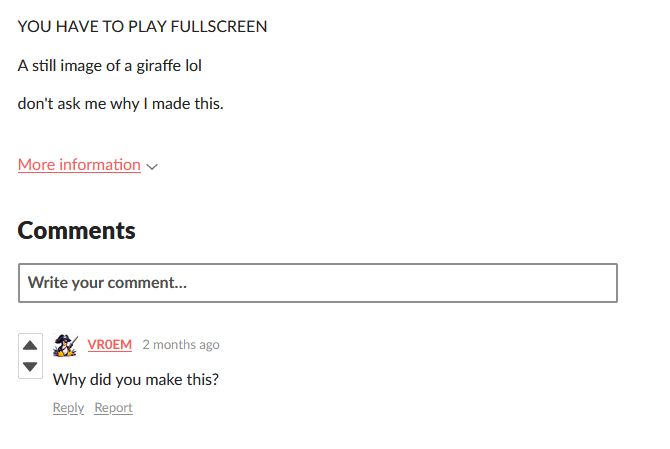 YOU HAVE TO PLAY FULLSCREEN
A still image of a giraffe lol
don't ask me why I made this.
More information
Comments
Write your comment...
VR0EM 2 months ago
Why did you make this?
Reply Report